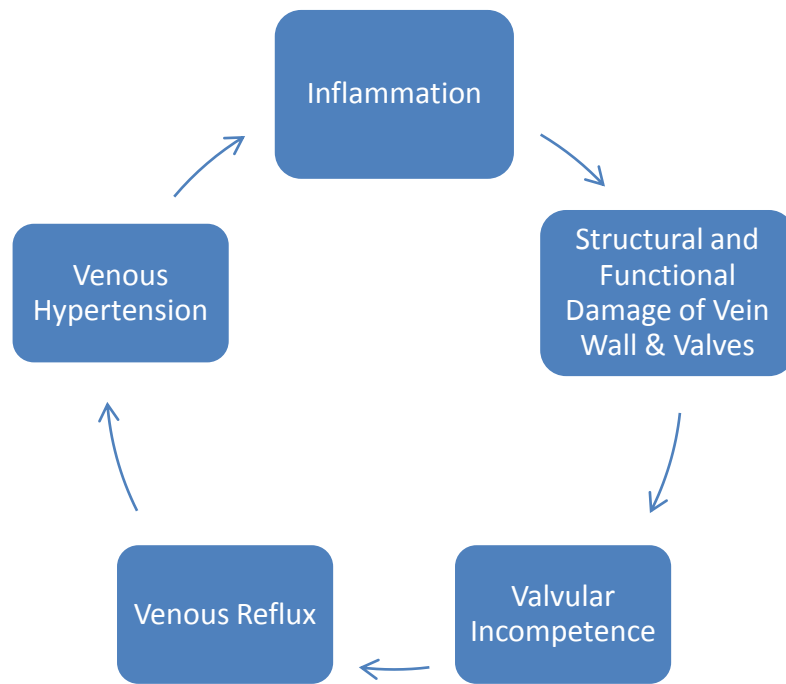 Inflammation
Structural and
Functional
Damage of Vein
Wall & Valves
Valvular
Incompetence
Venous Reflux
Venous
Hypertension